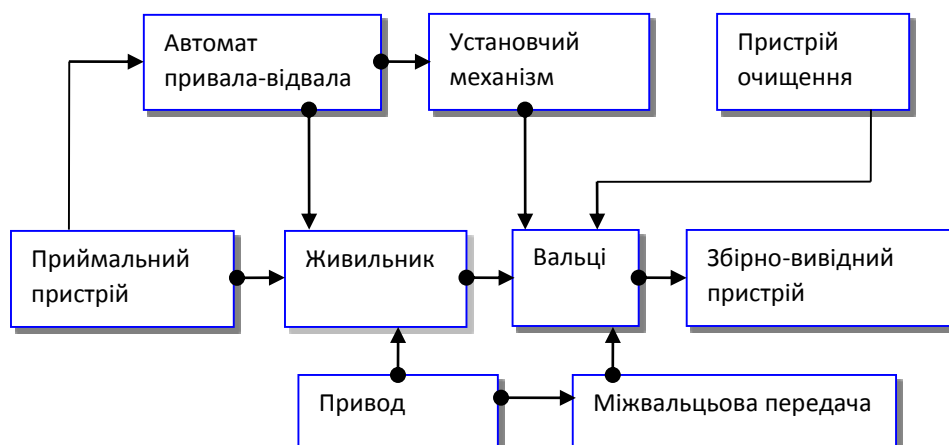 Автомат
привала-відвала
Установчий
механізм
Пристрій
очищення
Приймальний
пристрій
Живильник
Вальці
Збірно-вивідний
пристрій
Привод
Міжвальцьова передача